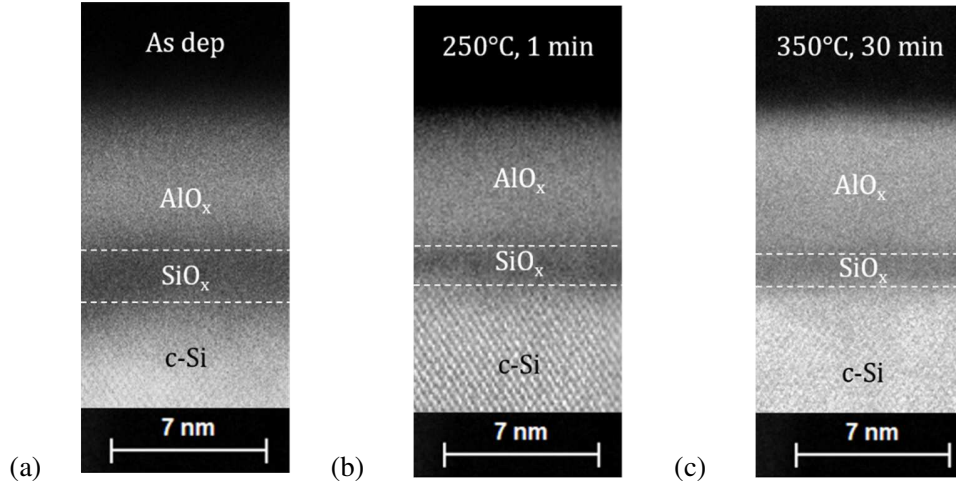 As dep
AlOₓ
SiOₓ
c-Si
7 nm
(a)
250°C, 1 min
AlOₓ
SiOₓ
c-Si
7 nm
(b)
350°C, 30 min
AlOₓ
SiOₓ
c-Si
7 nm
(c)